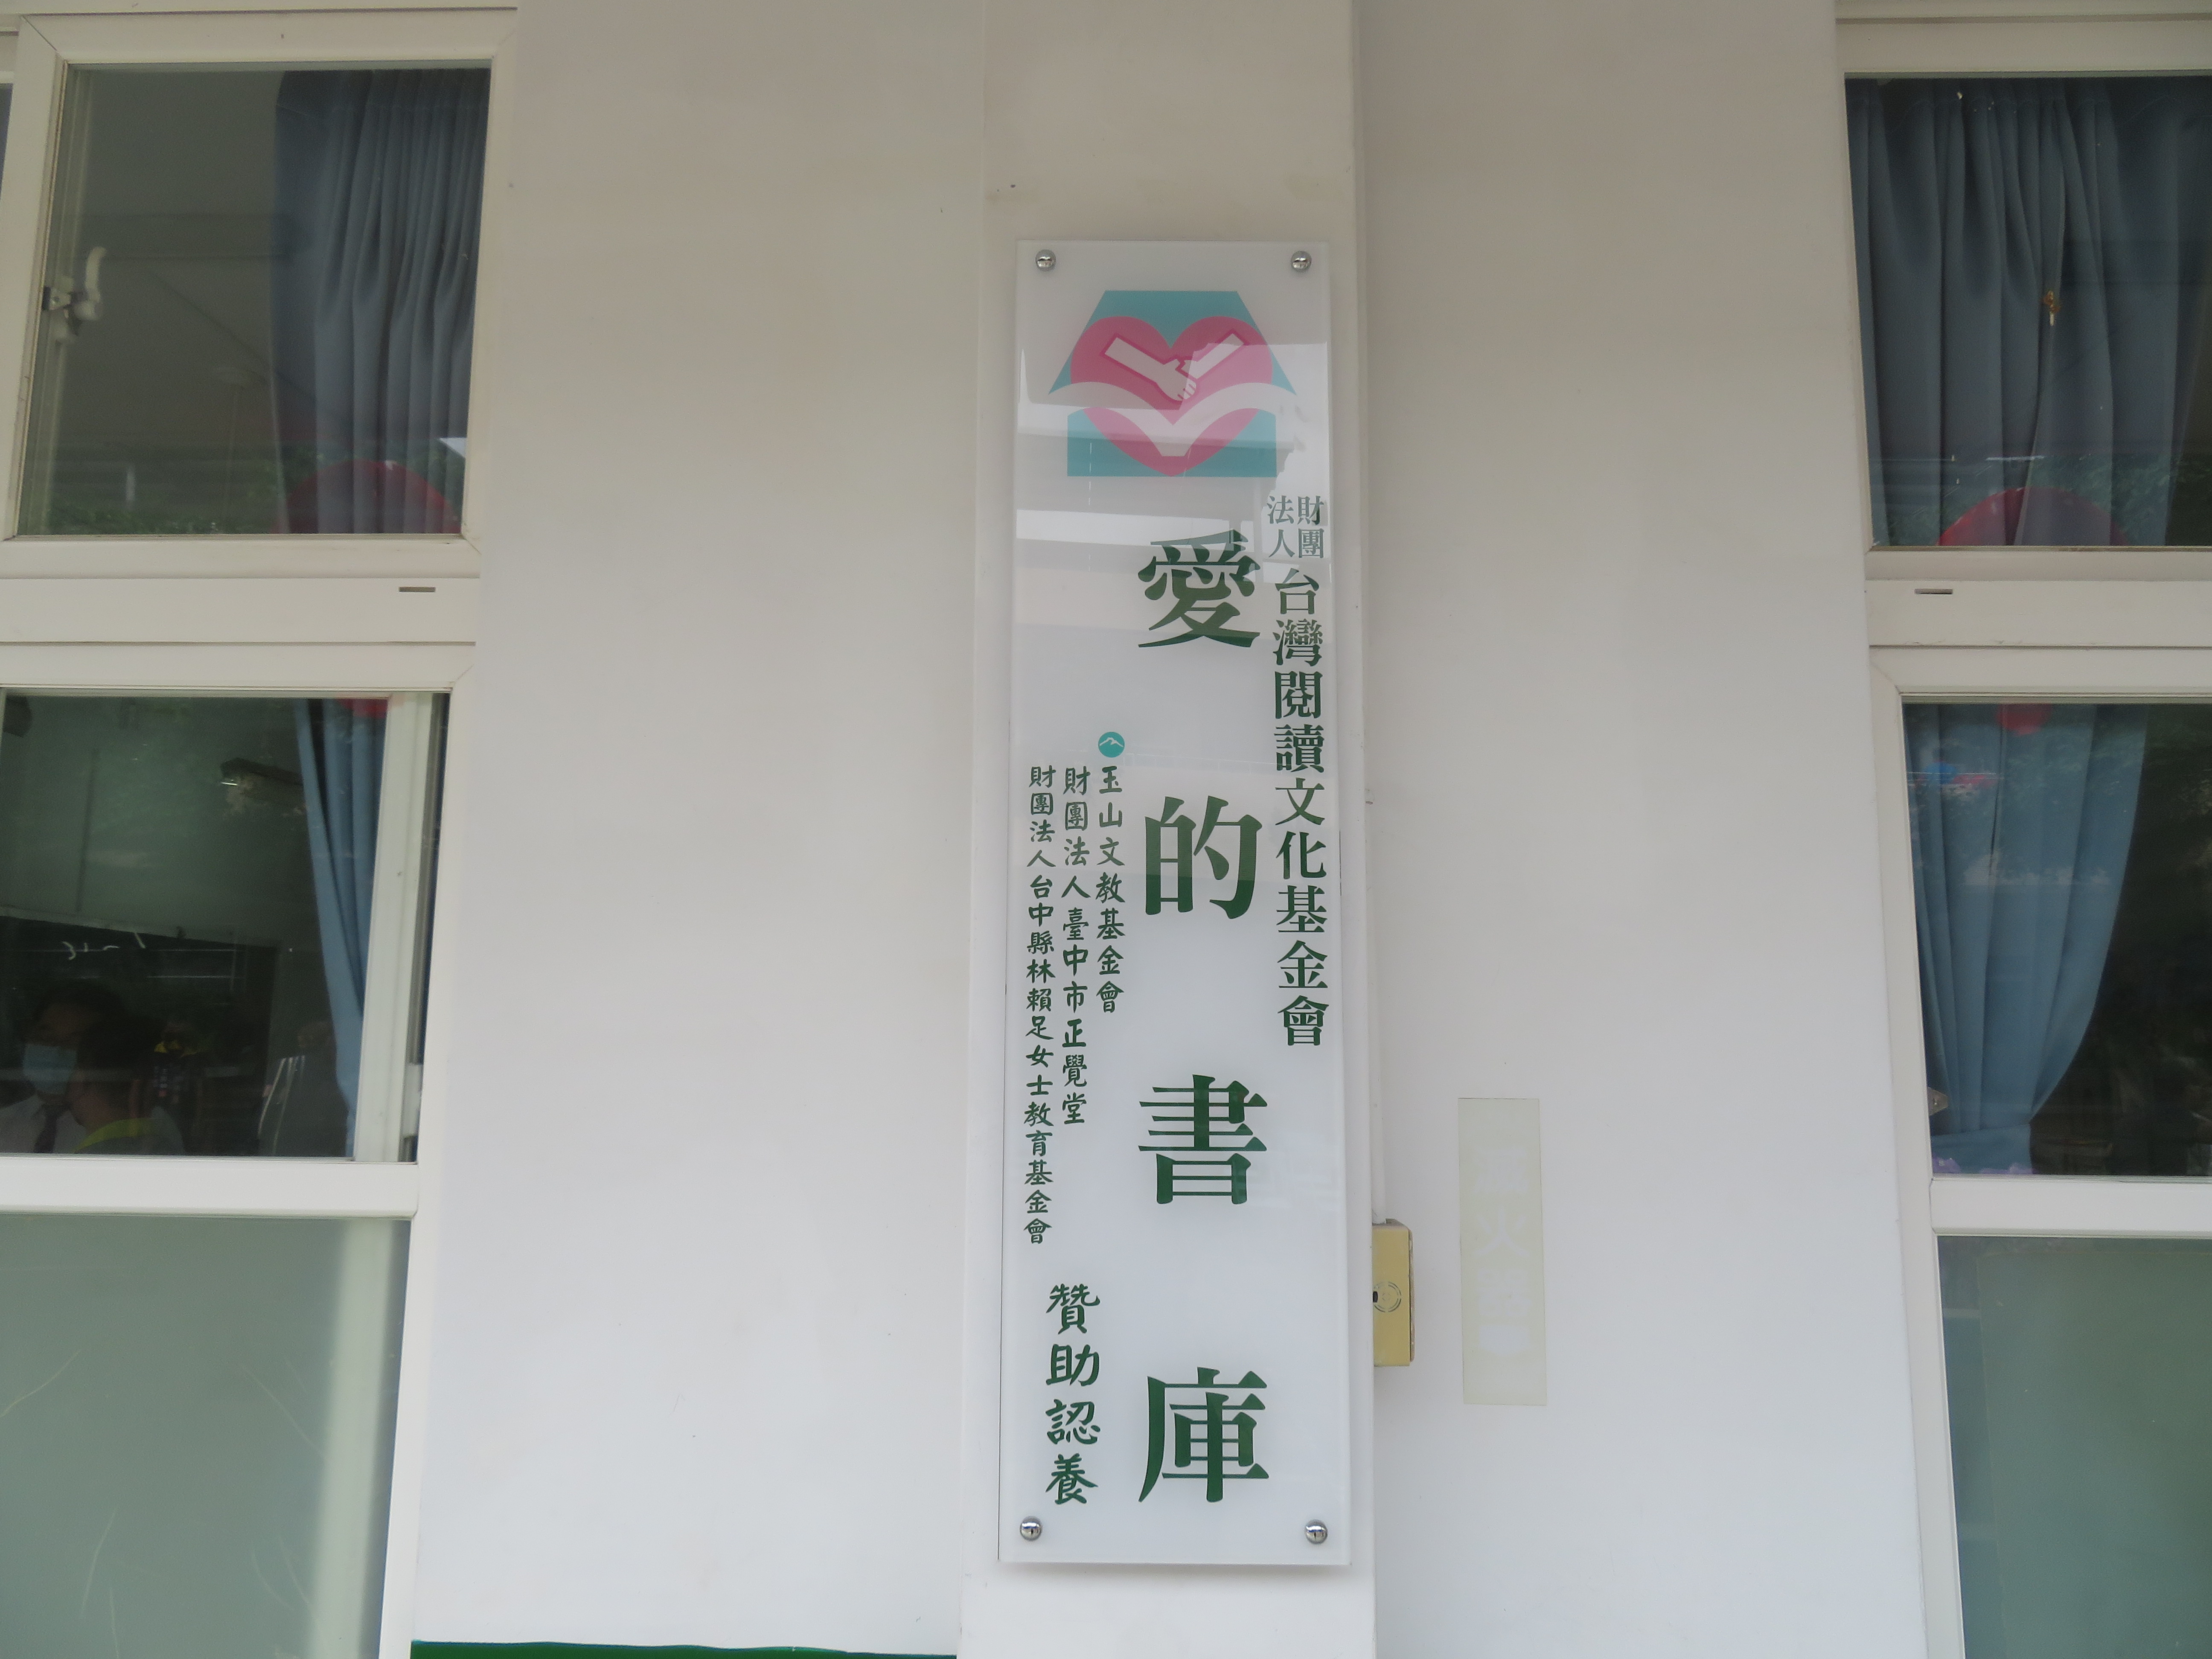 財團法人台灣閱讀文化基金會
愛的書庫
玉山文教基金會
財團法人臺中市正覺堂
財團法人台中縣林賴足女士教育基金會
贊助認養